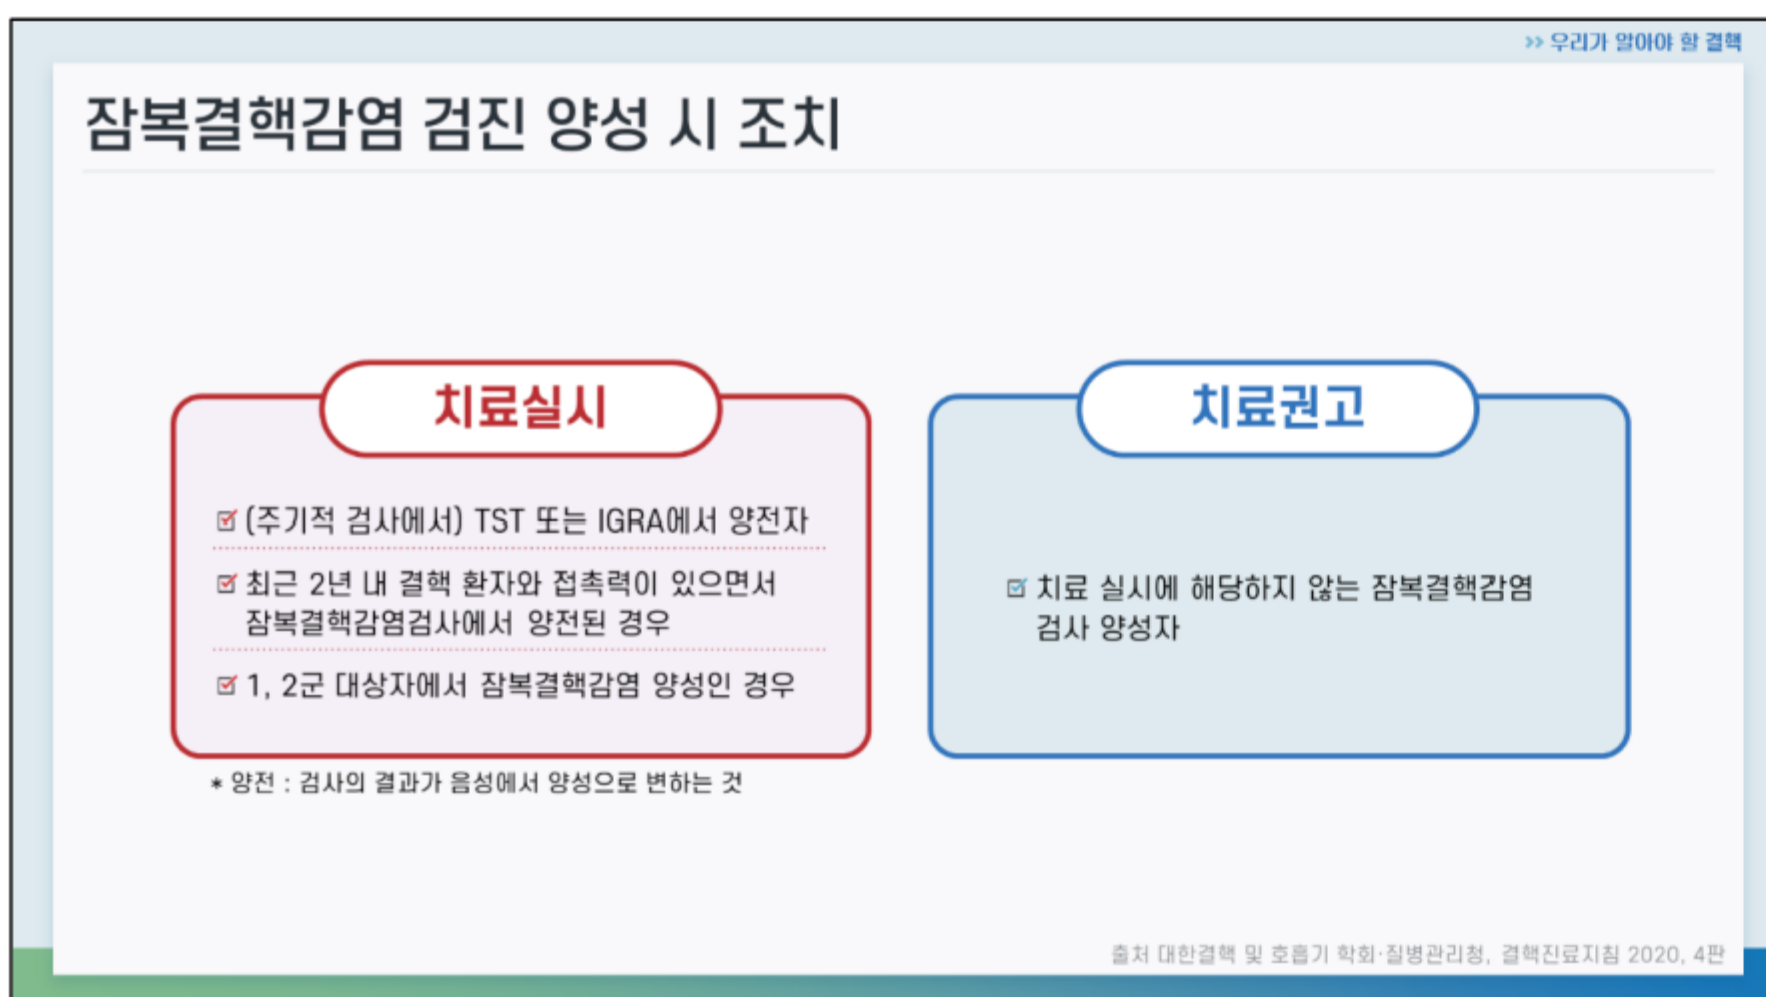 >> 우리가 알아야 할 결핵
잠복결핵감염 검진 양성 시 조치
치료실시
(주기적 검사에서) TST 또는 IGRA에서 양전자
최근 2년 내 결핵 환자와 접촉력이 있으면서
잠복결핵감염검사에서 양전된 경우
1, 2군 대상자에서 잠복결핵감염 양성인 경우
* 양전 : 검사의 결과가 음성에서 양성으로 변하는 것
치료권고
치료 실시에 해당하지 않는 잠복결핵감염
검사 양성자
출처 대한결핵 및 호흡기 학회·질병관리청, 결핵진료지침 2020, 4판